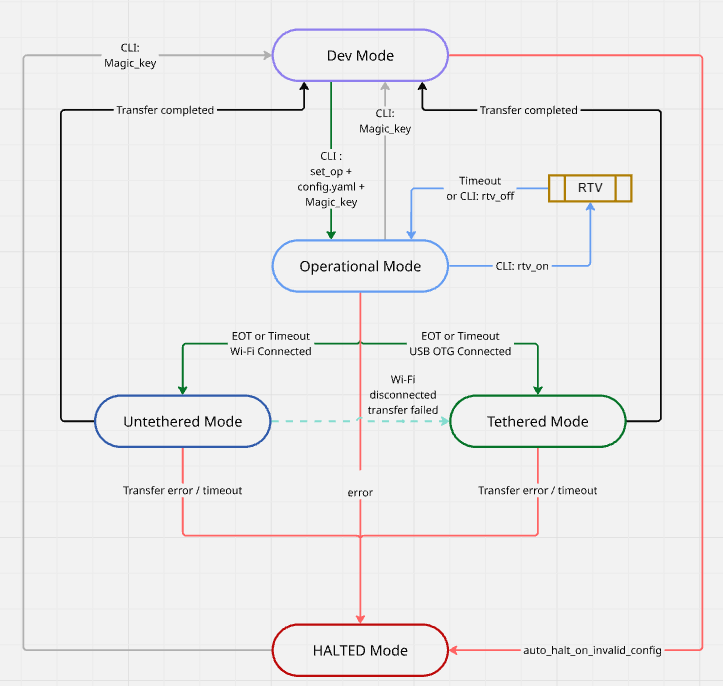 CLI:
Magic_key
Dev Mode
Transfer completed
CLI:
Magic_key
Transfer completed
CLI :
set_op +
config.yaml +
Magic_key
Timeout
or CLI: rtv_off
RTV
Operational Mode
CLI: rtv_on
EOT or Timeout
Wi-Fi Connected
EOT or Timeout
USB OTG Connected
Wi-Fi
disconnected
transfer failed
Untethered Mode
Tethered Mode
Transfer error / timeout
error
Transfer error / timeout
HALTED Mode
auto_halt_on_invalid_config